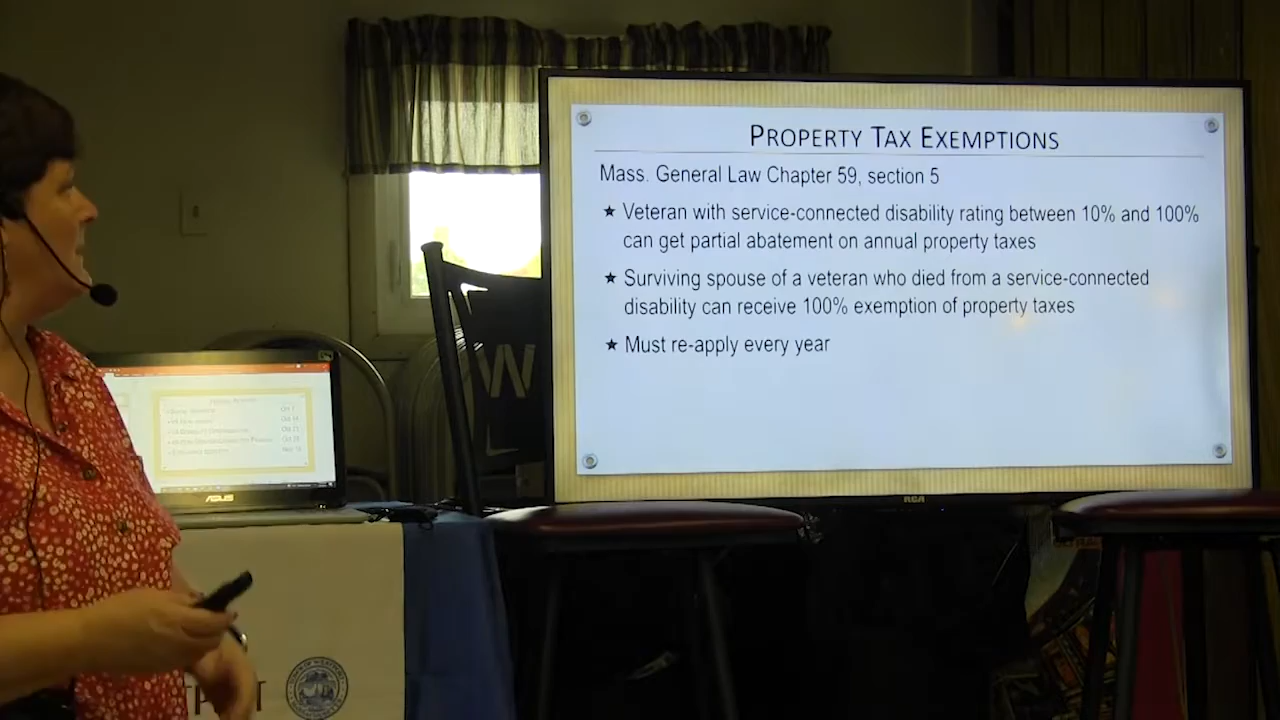 PROPERTY TAX EXEMPTIONS
Mass. General Law Chapter 59, section 5
★ Veteran with service-connected disability rating between 10% and 100%
can get partial abatement on annual property taxes
★ Surviving spouse of a veteran who died from a service-connected
disability can receive 100% exemption of property taxes
★ Must re-apply every year
RCA
W
L
ASUS